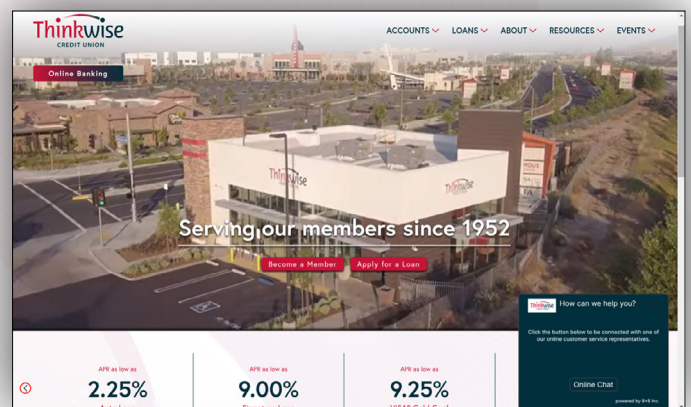 Thinkwise
CREDIT UNION
ACCOUNTS LOANS ABOUT RESOURCES EVENTS
Online Banking
Thinkwise
Thinkwise
Serving our members since 1952
Become a Member Apply for a Loan
Thinkwise
How can we help you?
Click the button below to be connected with one of
our online customer service representatives.
Online Chat
powered by 8x8 Inc.
APR as low as APR as low as APR as low as
2.25% 9.00% 9.25%